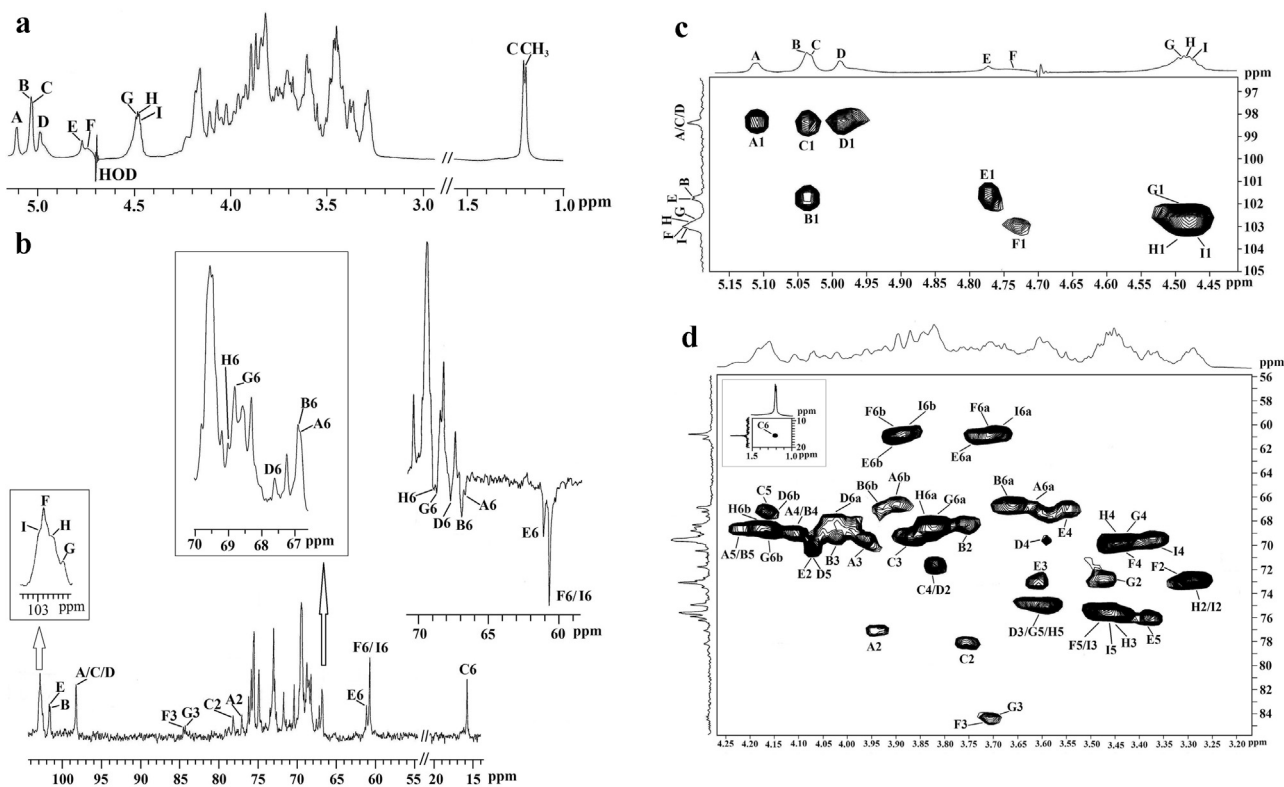 a
B
C
A
D
E
F
G
H
I
HOD
C CH3
5.0 4.5 4.0 3.5 3.0 1.5 1.0 ppm
b
H6
G6
B6
A6
D6
70 69 68 67 ppm
F
I
H
G
103 ppm
H6
G6
D6
B6
A6
E6
F6/ I6
70 65 60 ppm
A/C/D
E
B
F3
G3
C2
A2
E6
F6/ I6
C6
100 95 90 85 80 75 70 65 60 55 20 15 ppm
c
A
B
C
D
E
F
G
H
I
ppm
A/C/D
B
E
G
H
F
I
A1
C1
D1
B1
E1
F1
G1
H1
I1
97
98
99
100
101
102
103
104
105
5.15 5.10 5.05 5.00 4.95 4.90 4.85 4.80 4.75 4.70 4.65 4.60 4.55 4.50 4.45 ppm
d
ppm
ppm
C6
10
20
1.5 1.0 ppm
F6b
I6b
E6b
F6a
I6a
E6a
C5
D6b
H6b
A4/B4
A5/B5
G6b
B6b
A6b
D6a
H6a
G6a
B6a
A6a
E4
E2
D5
B3
A3
C3
B2
D4
H4
G4
F4
I4
C4/D2
E3
G2
F2
H2/I2
D3/G5/H5
F5/I3
I5
H3
E5
A2
C2
F3
G3
56
58
60
62
64
66
68
70
72
74
76
78
80
82
84
4.25 4.15 4.10 4.05 4.00 3.95 3.90 3.85 3.80 3.75 3.70 3.65 3.60 3.55 3.50 3.45 3.40 3.35 3.30 3.25 3.20 ppm